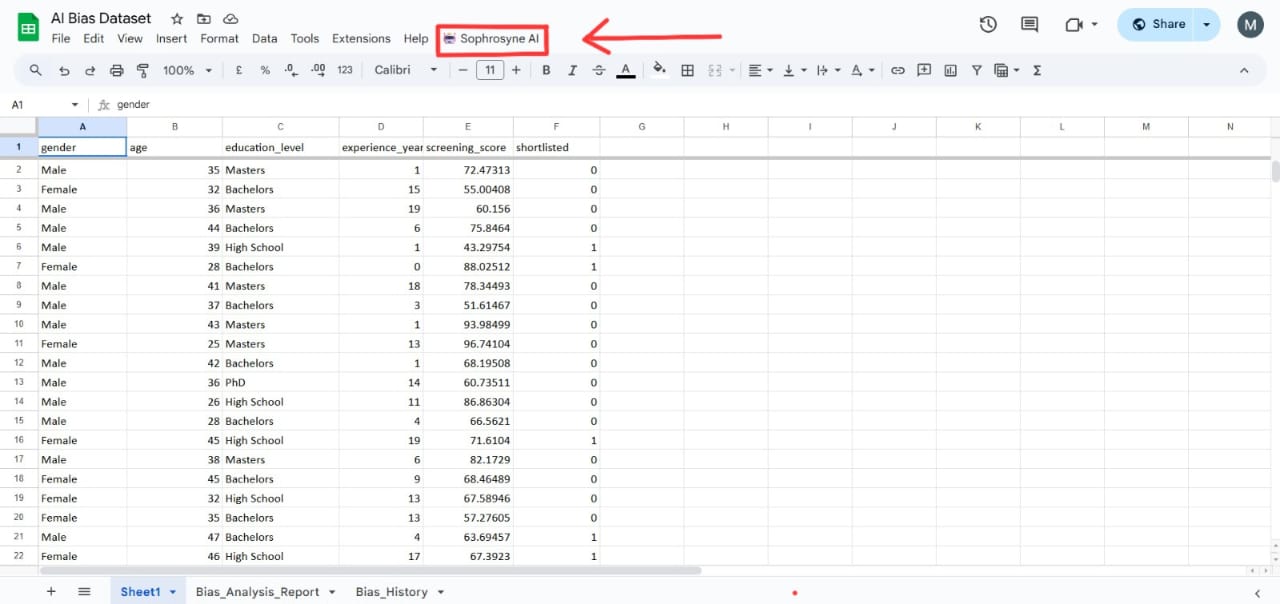 AI Bias Dataset
File Edit View Insert Format Data Tools Extensions Help Sophrosyne AI
Share
M
100% £ % .0 .00 123 Calibri 11 B I S A Σ
A1 fx gender
A B C D E F G H I J K L M N
1 gender age education_level experience_year screening_score shortlisted
2 Male 35 Masters 1 72.47313 0
3 Female 32 Bachelors 15 55.00408 0
4 Male 36 Masters 19 60.156 0
5 Male 44 Bachelors 6 75.8464 0
6 Male 39 High School 1 43.29754 1
7 Female 28 Bachelors 0 88.02512 1
8 Male 41 Masters 18 78.34493 0
9 Male 37 Bachelors 3 51.61467 0
10 Male 43 Masters 1 93.98499 0
11 Female 25 Masters 13 96.74104 0
12 Male 42 Bachelors 1 68.19508 0
13 Male 36 PhD 14 60.73511 0
14 Male 26 High School 11 86.86304 0
15 Male 28 Bachelors 4 66.5621 0
16 Female 45 High School 19 71.6104 1
17 Male 38 Masters 6 82.1729 0
18 Female 45 Bachelors 9 68.46489 0
19 Female 32 High School 13 67.58946 0
20 Female 35 Bachelors 13 57.27605 0
21 Male 47 Bachelors 4 63.69457 1
22 Female 46 High School 17 67.3923 1
Sheet1 Bias_Analysis_Report Bias_History